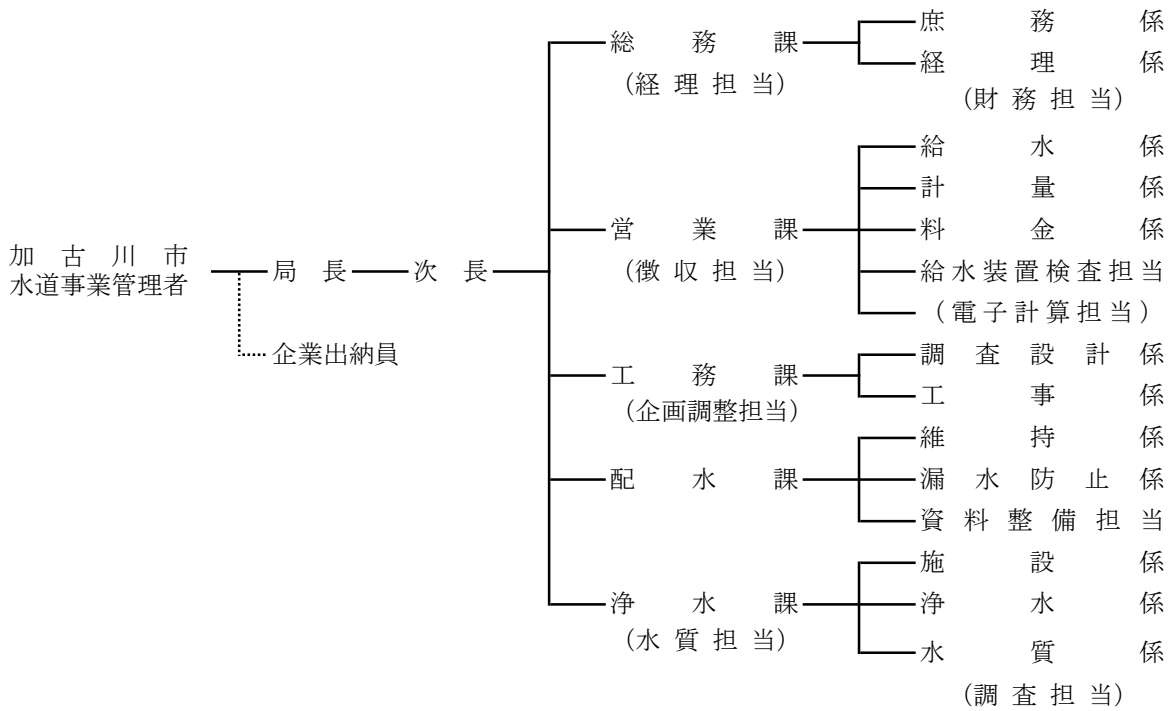 加古川市
水道事業管理者
局長
次長
企業出納員
総務課
(経理担当)
庶務係
経理係
(財務担当)
営業課
(徴収担当)
給水係
計量係
料金係
給水装置検査担当
(電子計算担当)
工務課
(企画調整担当)
調査設計係
工事係
配水課
維持係
漏水防止係
資料整備担当
浄水課
(水質担当)
施設係
浄水係
水質係
(調査担当)